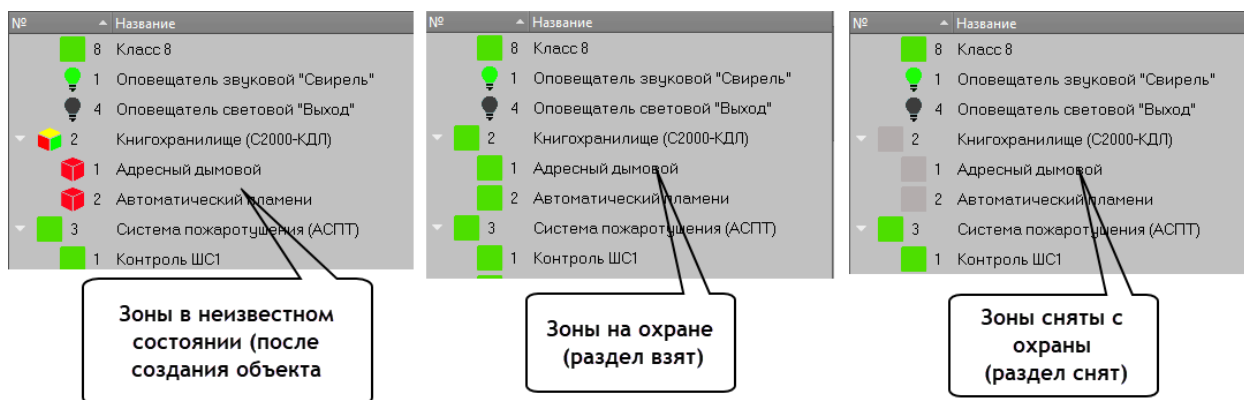 № Название
8 Класс 8
1 Оповещатель звуковой "Свирель"
4 Оповещатель световой "Выход"
2 Книгохранилище (С2000-КДЛ)
1 Адресный дымовой
2 Автоматический пламени
3 Система пожаротушения (АСПТ)
1 Контроль ШС1
Зоны в неизвестном
состоянии (после
создания объекта
№ Название
8 Класс 8
1 Оповещатель звуковой "Свирель"
4 Оповещатель световой "Выход"
2 Книгохранилище (С2000-КДЛ)
1 Адресный дымовой
2 Автоматический пламени
3 Система пожаротушения (АСПТ)
1 Контроль ШС1
Зоны на охране
(раздел взят)
№ Название
8 Класс 8
1 Оповещатель звуковой "Свирель"
4 Оповещатель световой "Выход"
2 Книгохранилище (С2000-КДЛ)
1 Адресный дымовой
2 Автоматический пламени
3 Система пожаротушения (АСПТ)
1 Контроль ШС1
Зоны сняты с
охраны
(раздел снят)